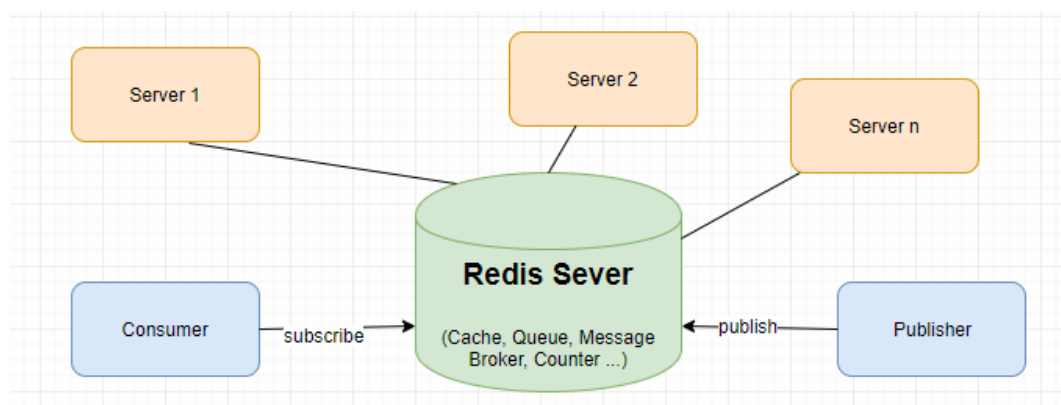 Server 1
Server 2
Server n
Redis Sever
(Cache, Queue, Message
Broker, Counter ...)
Consumer
subscribe
publish
Publisher